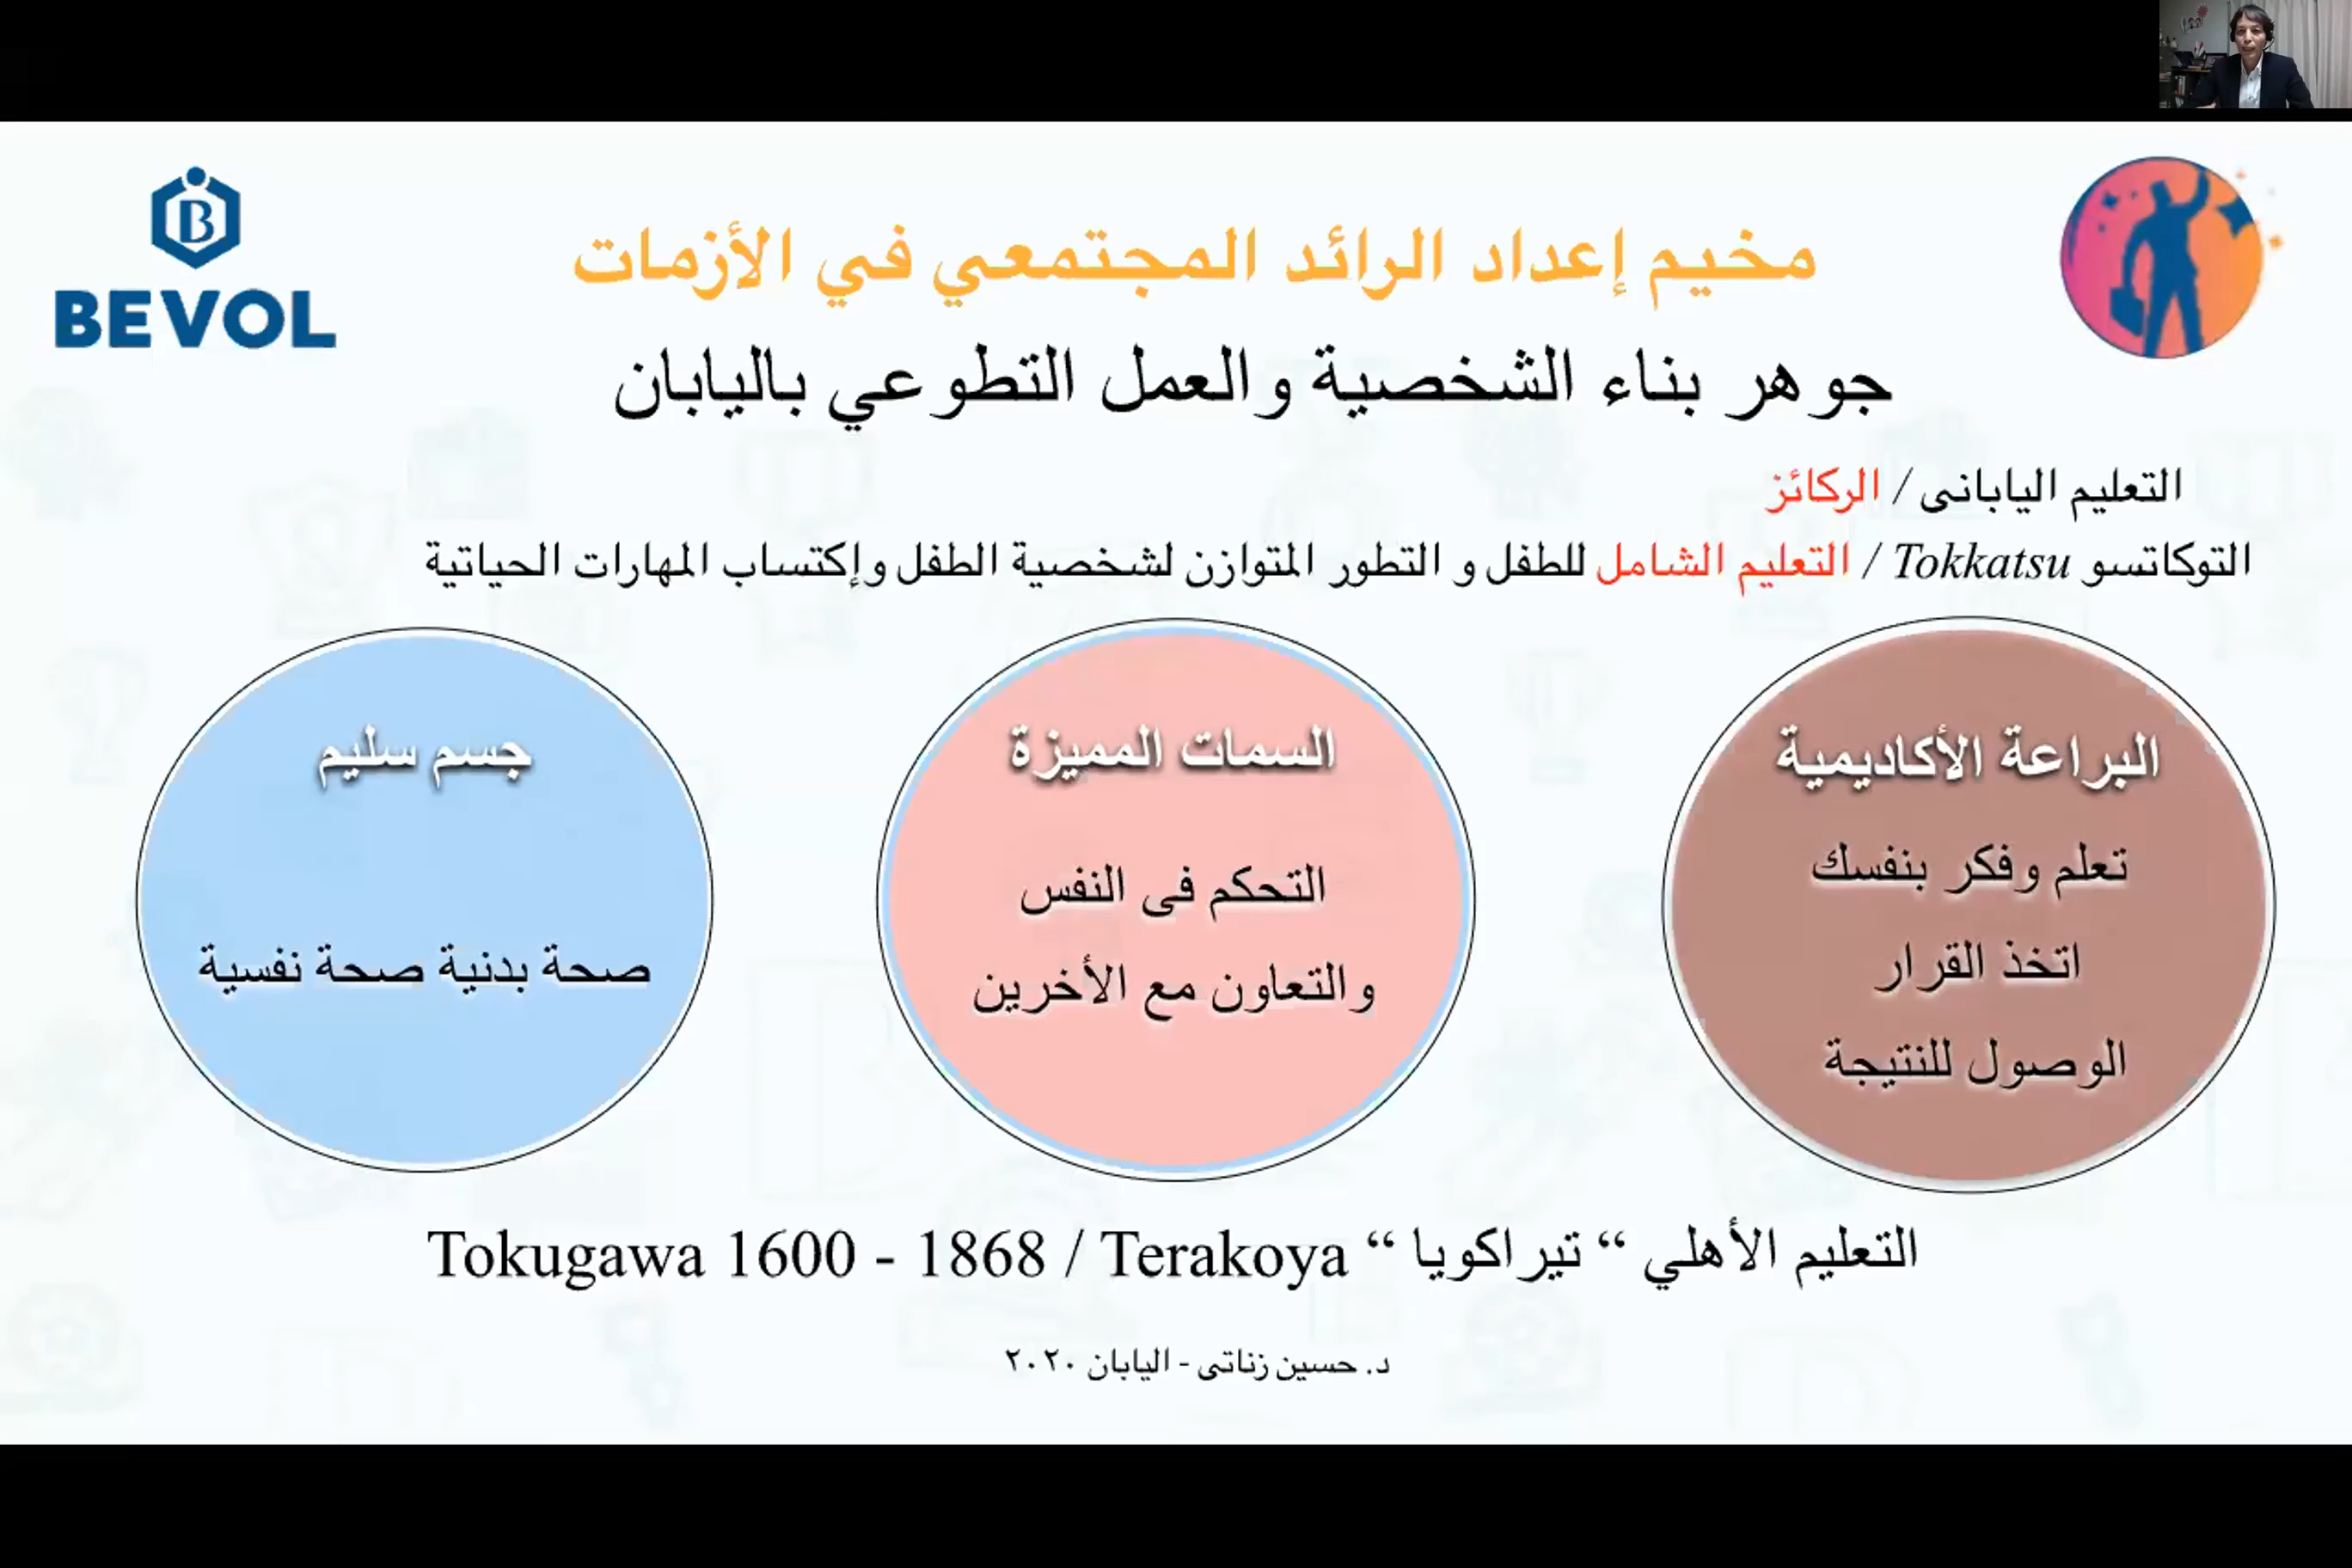 BEVOL
مخيم إعداد الرائد المجتمعي في الأزمات
جوهر بناء الشخصية والعمل التطوعي باليابان
التعليم اليابانى / الركائز
التوكاتسو Tokkatsu / التعليم الشامل للطفل و التطور المتوازن لشخصية الطفل وإكتساب المهارات الحياتية
البراعة الأكاديمية
تعلم وفكر بنفسك
اتخذ القرار
الوصول للنتيجة
السمات المميزة
التحكم فى النفس
والتعاون مع الأخرين
جسم سليم
صحة بدنية صحة نفسية
التعليم الأهلي “ تيراكويا “ Tokugawa 1600 - 1868 / Terakoya
د. حسين زناتى - اليابان ٢٠٢٠